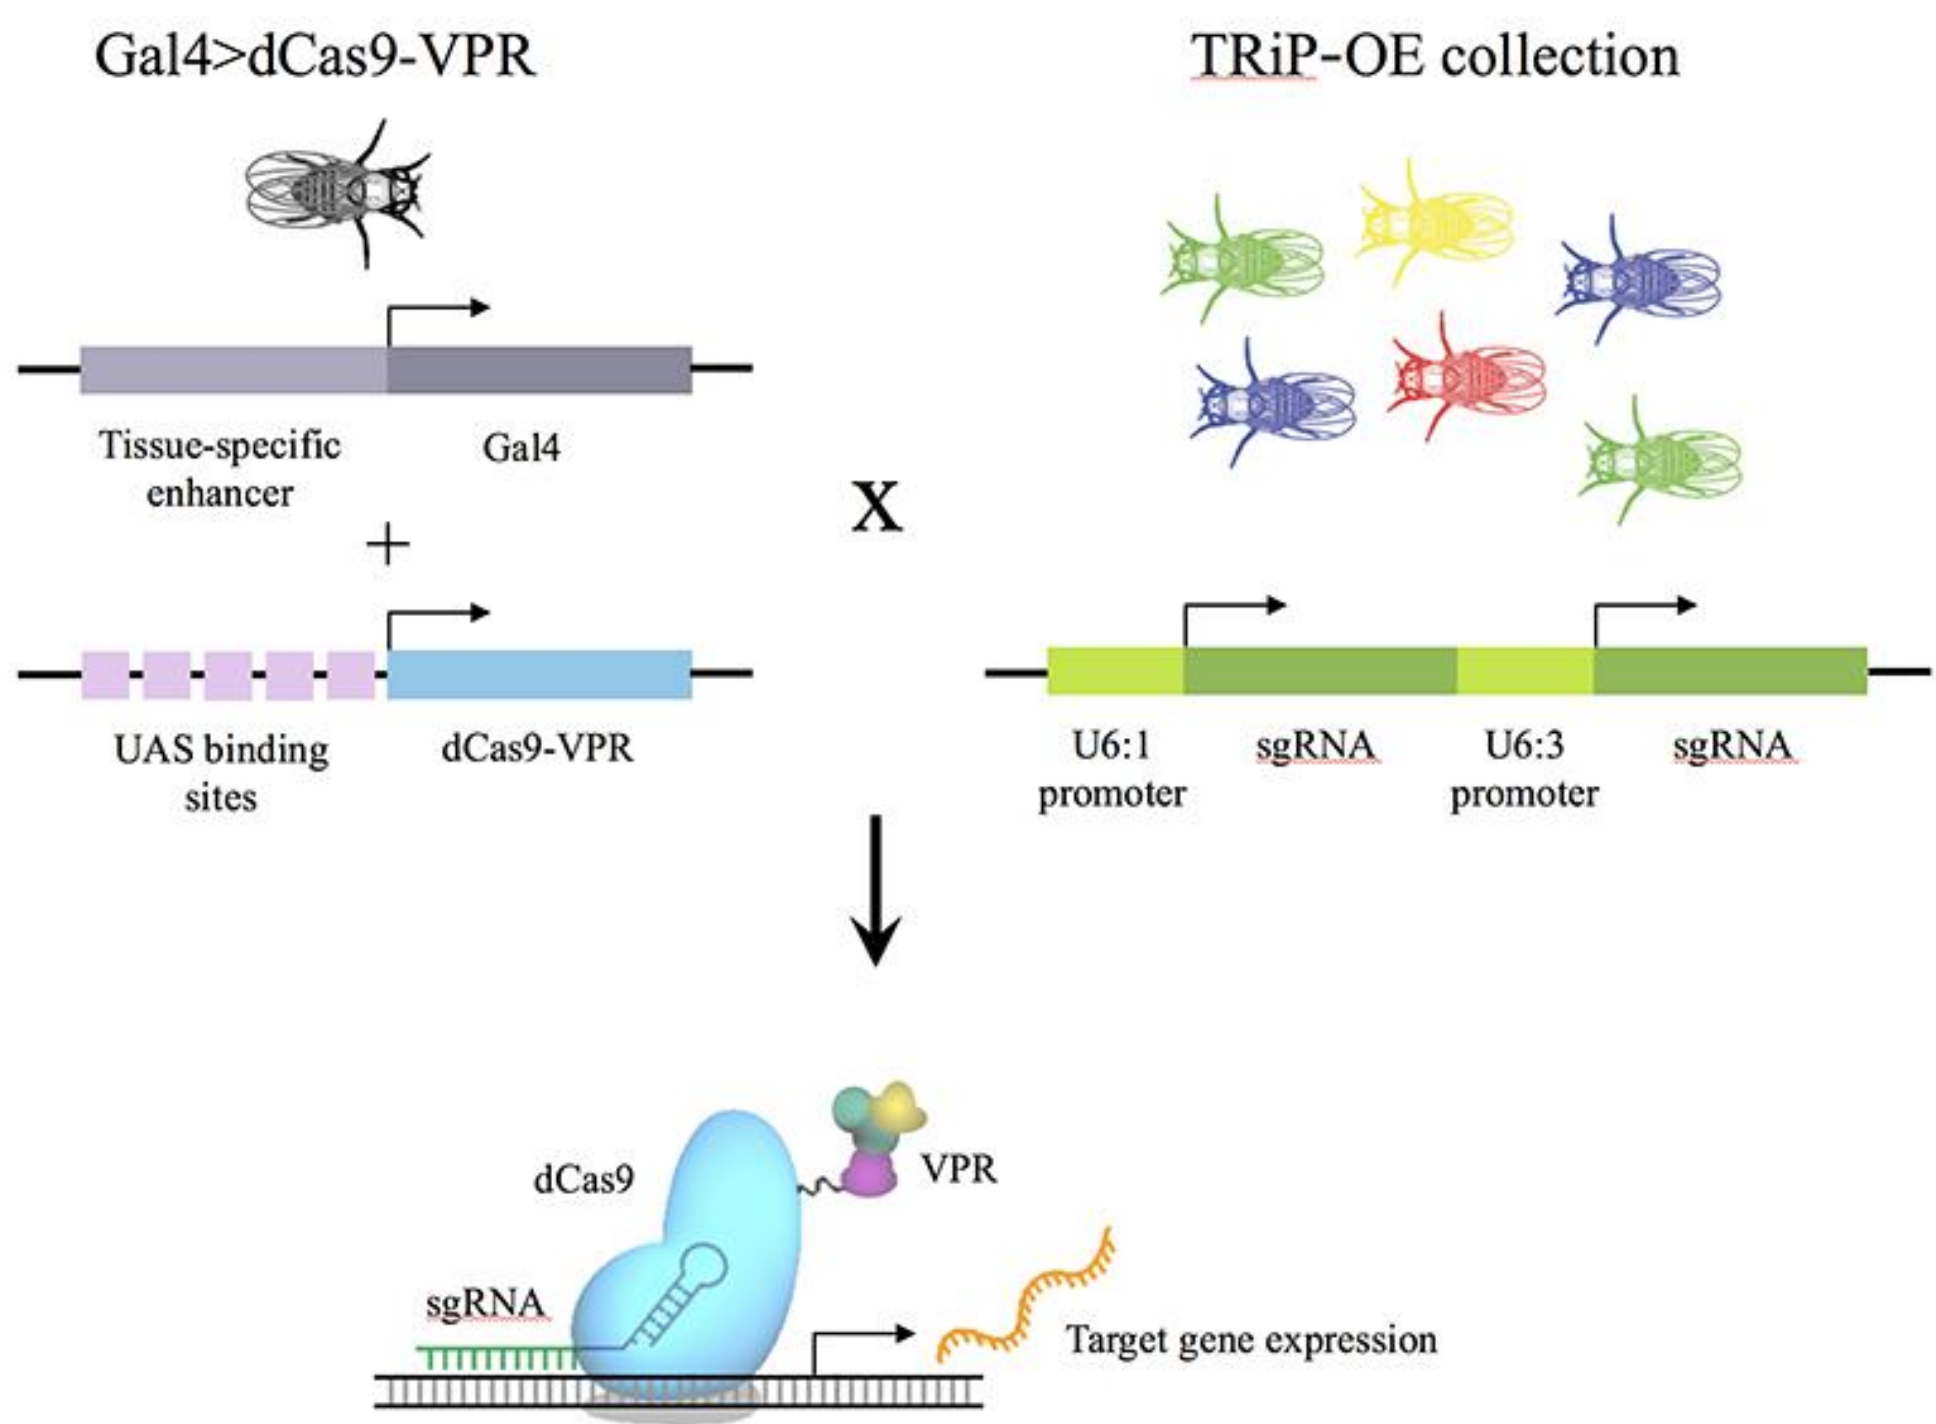 Gal4>dCas9-VPR
TRiP-OE collection
Tissue-specific
enhancer
Gal4
+
X
UAS binding
sites
dCas9-VPR
U6:1
promoter
sgRNA
U6:3
promoter
sgRNA
dCas9
VPR
sgRNA
Target gene expression